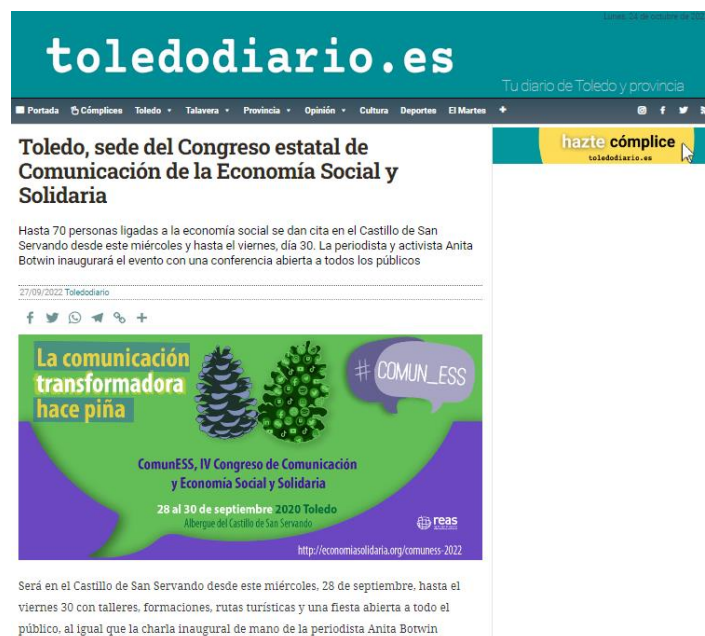 Lunes, 24 de octubre de 202
toledodiario.es
Tu diario de Toledo y provincia
Portada Cómplices Toledo Talavera Provincia Opinión Cultura Deportes El Martes
Toledo, sede del Congreso estatal de
Comunicación de la Economía Social y
Solidaria
hazte cómplice
toledodiario.es
Hasta 70 personas ligadas a la economía social se dan cita en el Castillo de San
Servando desde este miércoles y hasta el viernes, día 30. La periodista y activista Anita
Botwin inaugurará el evento con una conferencia abierta a todos los públicos
27/09/2022 Toledodiario
La comunicación
transformadora
hace piña
# COMUN_ESS
ComunESS, IV Congreso de Comunicación
y Economía Social y Solidaria
28 al 30 de septiembre 2020 Toledo
Albergue del Castillo de San Servando
reas
http://economiasolidaria.org/comuness-2022
Será en el Castillo de San Servando desde este miércoles, 28 de septiembre, hasta el
viernes 30 con talleres, formaciones, rutas turísticas y una fiesta abierta a todo el
público, al igual que la charla inaugural de mano de la periodista Anita Botwin